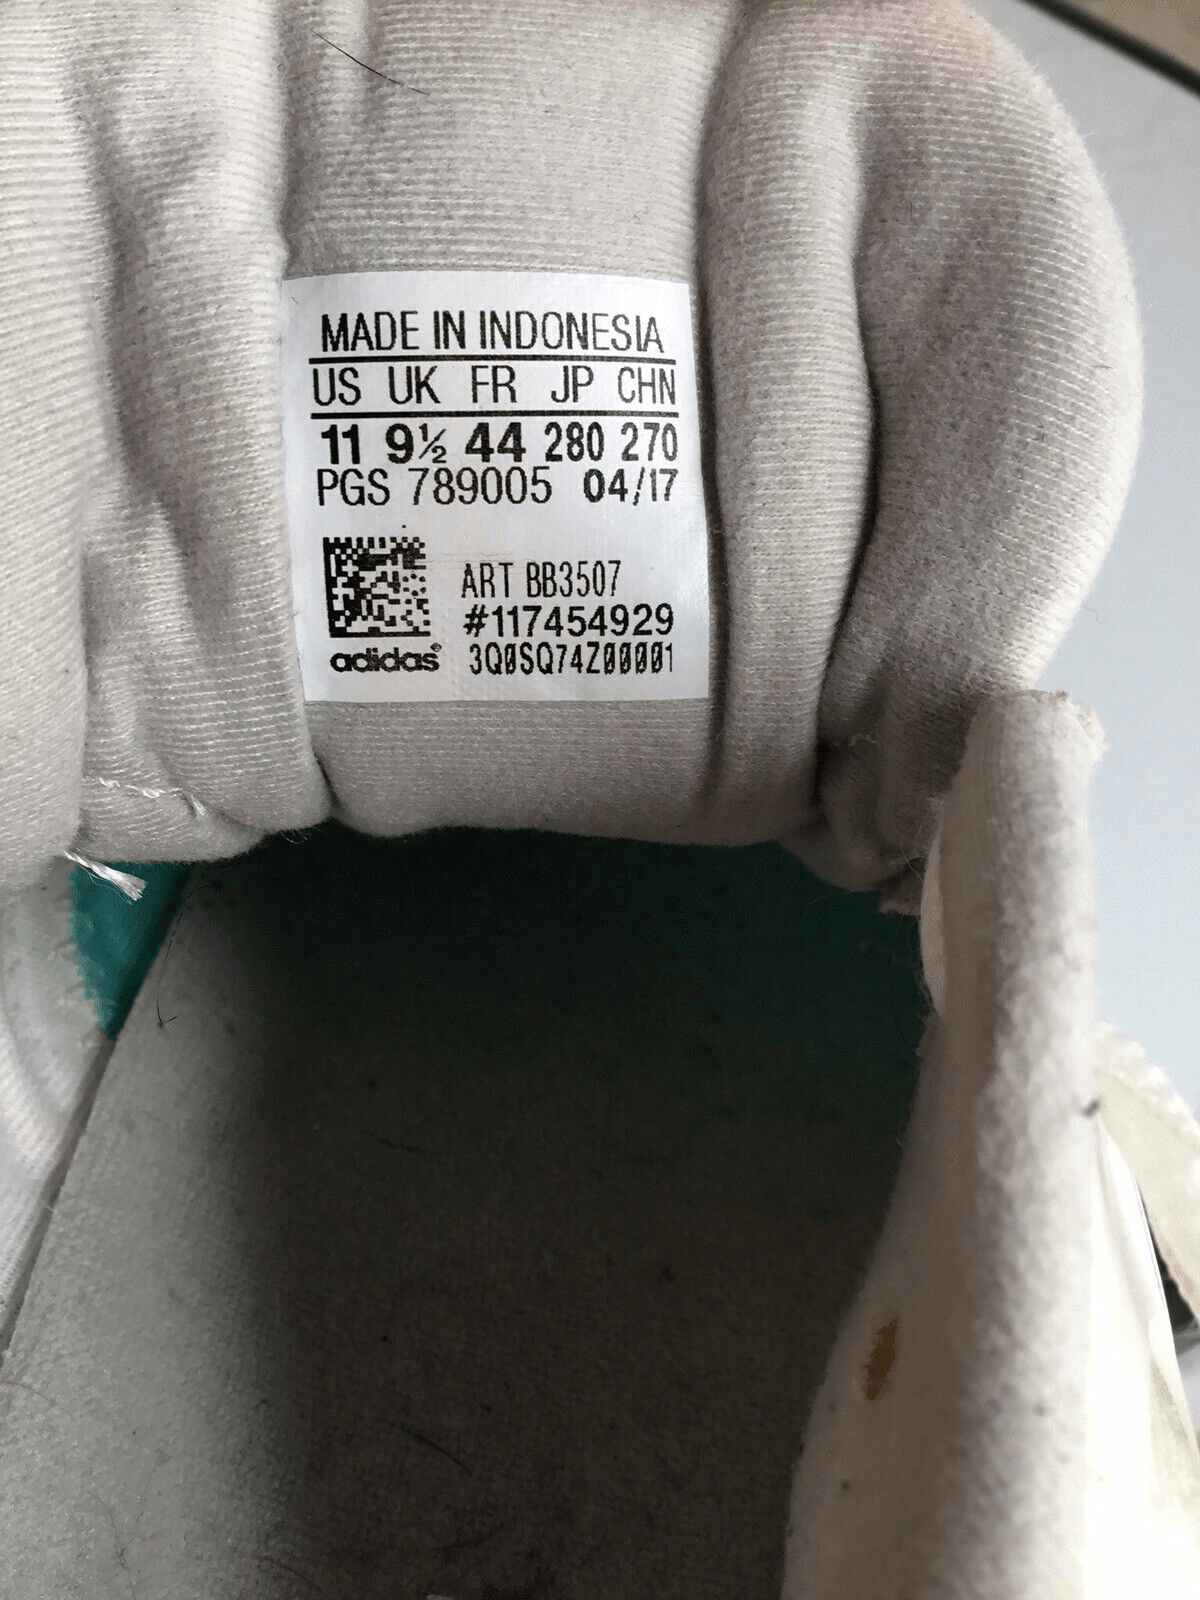 MADE IN INDONESIA
US UK FR JP CHN
11 9½ 44 280 270
PGS 789005 04/17
ART BB3507
#117454929
adidas® 3Q0SQ74Z00001